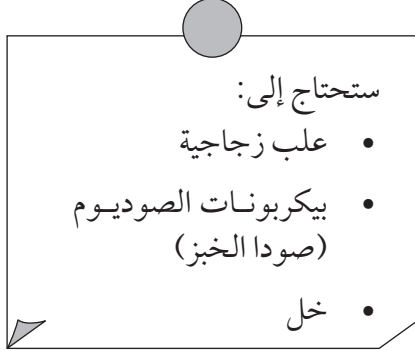 ستحتاج إلى:
• علب زجاجية
• بيكربونات الصوديوم
(صودا الخبز)
• خل